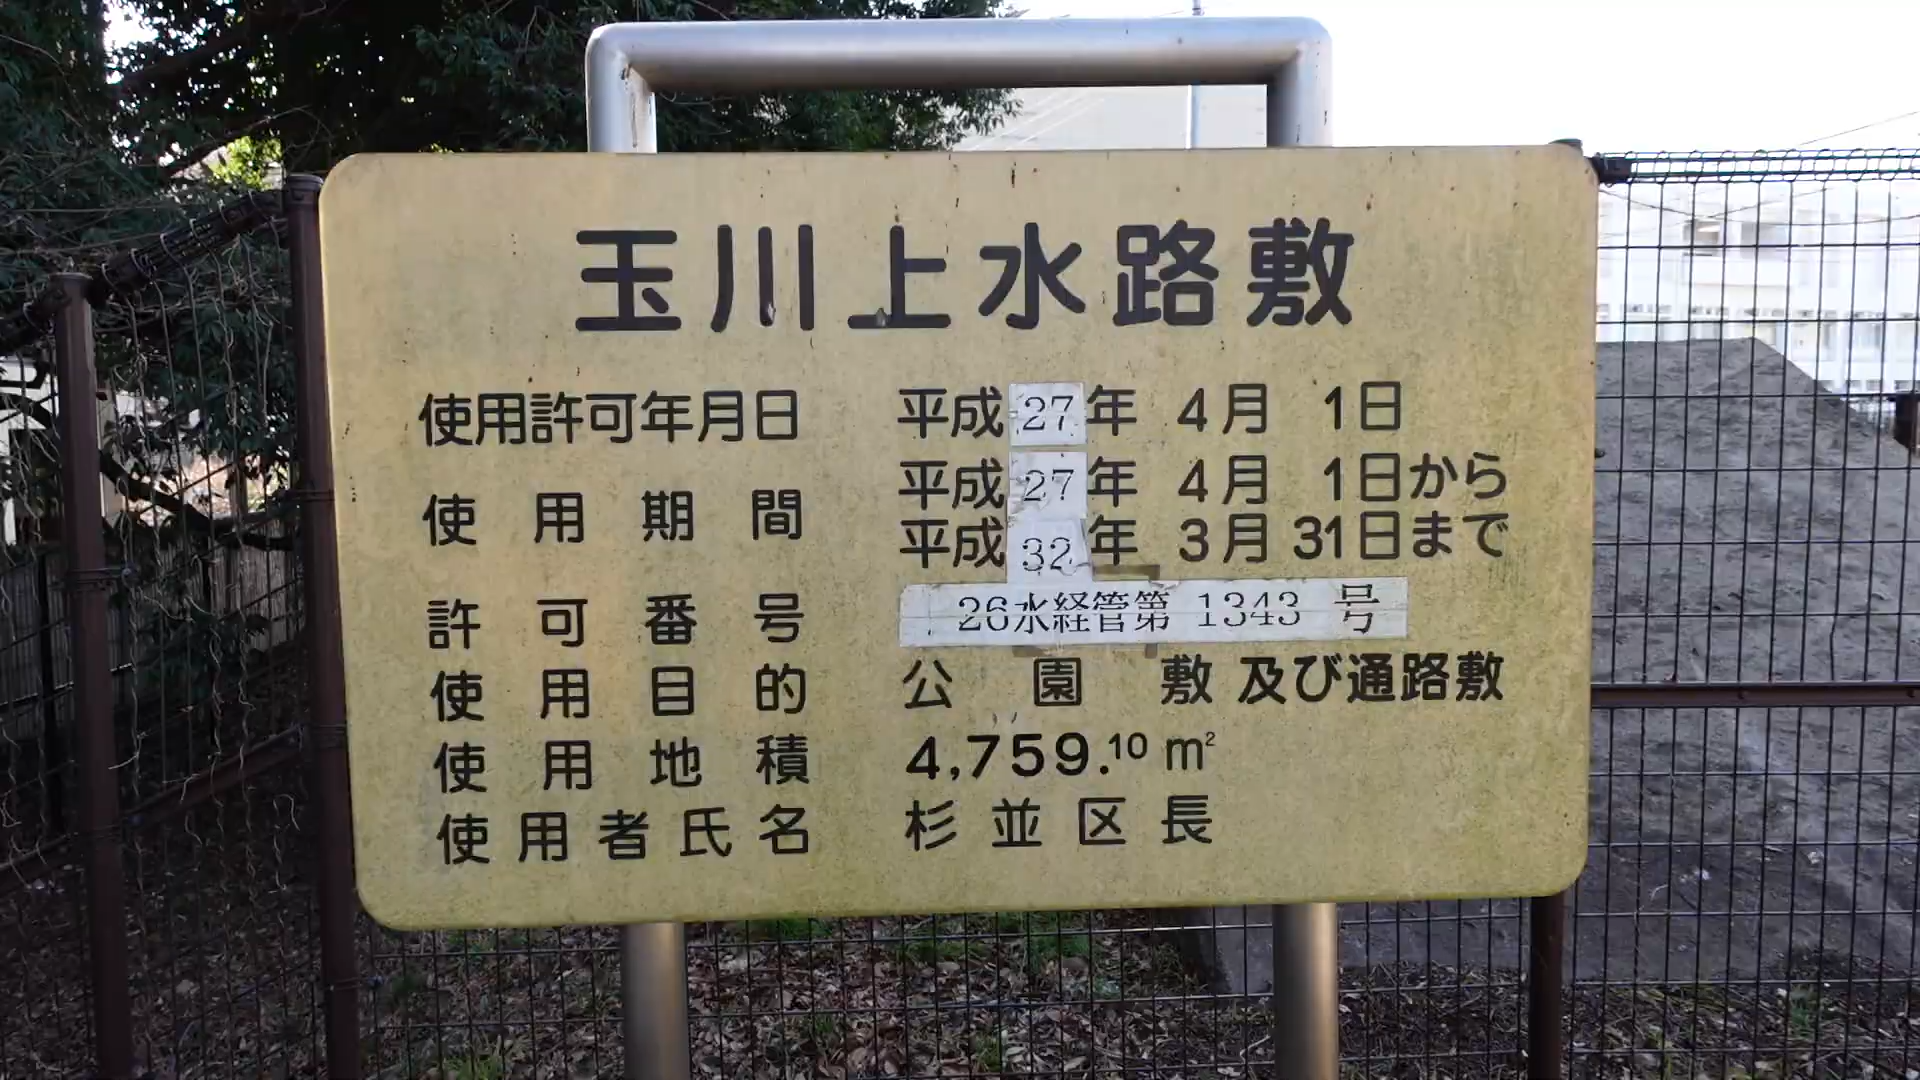 玉川上水路敷
使用許可年月日 平成27年 4月 1日
使用期間 平成27年 4月 1日から
平成32年 3月31日まで
許可番号 26水経管第 1343 号
使用目的 公園敷及び通路敷
使用地積 4,759.10 m²
使用者氏名 杉並区長